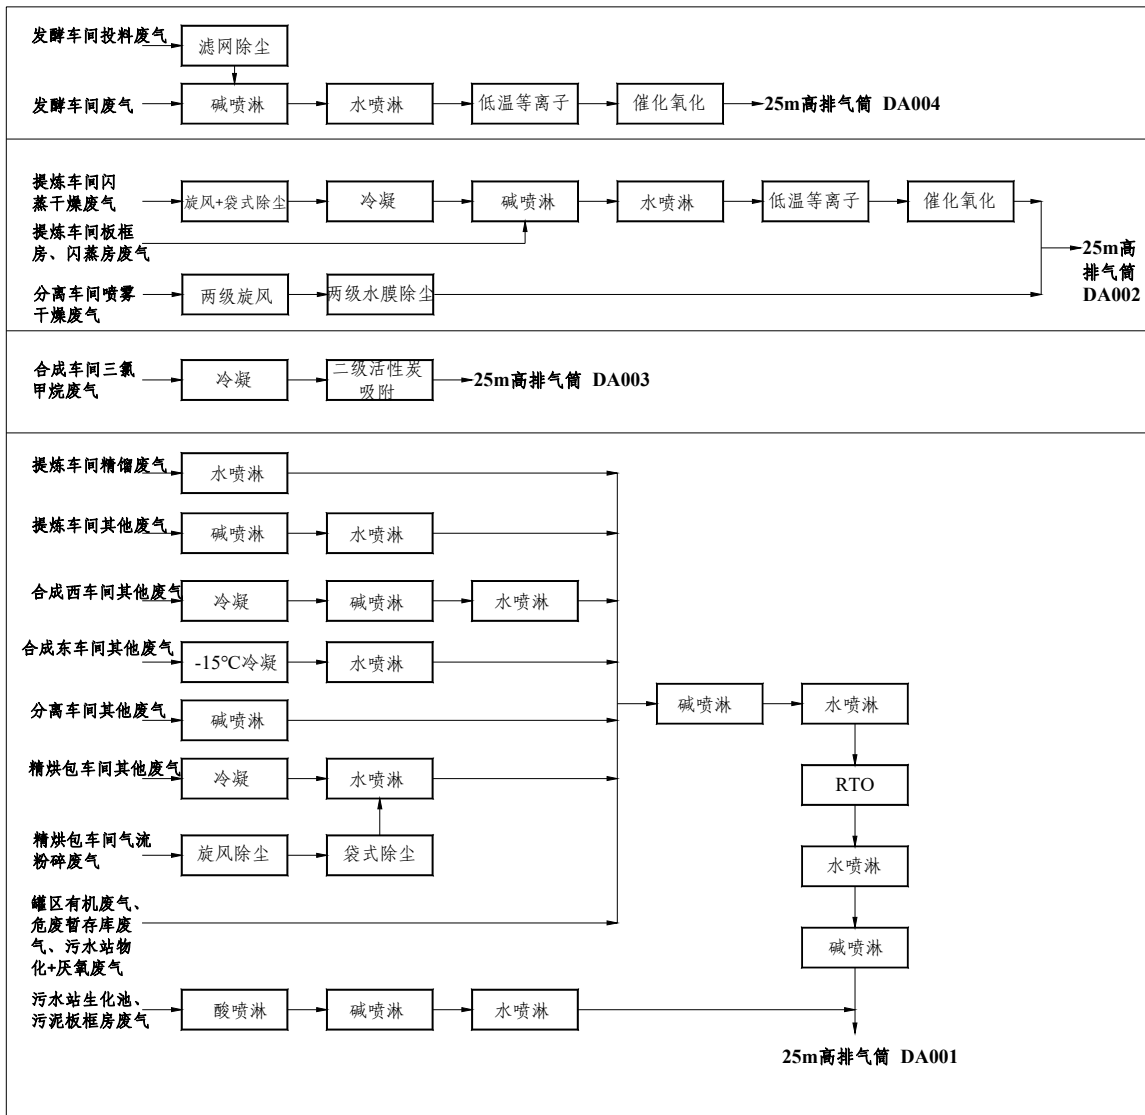 发酵车间投料废气
滤网除尘
发酵车间废气
碱喷淋
水喷淋
低温等离子
催化氧化
25m高排气筒 DA004
提炼车间闪
蒸干燥废气
旋风+袋式除尘
冷凝
碱喷淋
水喷淋
低温等离子
催化氧化
提炼车间板框
房、闪蒸房废气
25m高
排气筒
DA002
分离车间喷雾
干燥废气
两级旋风
两级水膜除尘
合成车间三氯
甲烷废气
冷凝
二级活性炭
吸附
25m高排气筒 DA003
提炼车间精馏废气
水喷淋
提炼车间其他废气
碱喷淋
水喷淋
合成西车间其他废气
冷凝
碱喷淋
水喷淋
合成东车间其他废气
-15℃冷凝
水喷淋
分离车间其他废气
碱喷淋
碱喷淋
水喷淋
精烘包车间其他废气
冷凝
水喷淋
RTO
精烘包车间气流
粉碎废气
旋风除尘
袋式除尘
水喷淋
罐区有机废气、
危废暂存库废
气、污水站物
化+厌氧废气
碱喷淋
污水站生化池、
污泥板框房废气
酸喷淋
碱喷淋
水喷淋
25m高排气筒 DA001